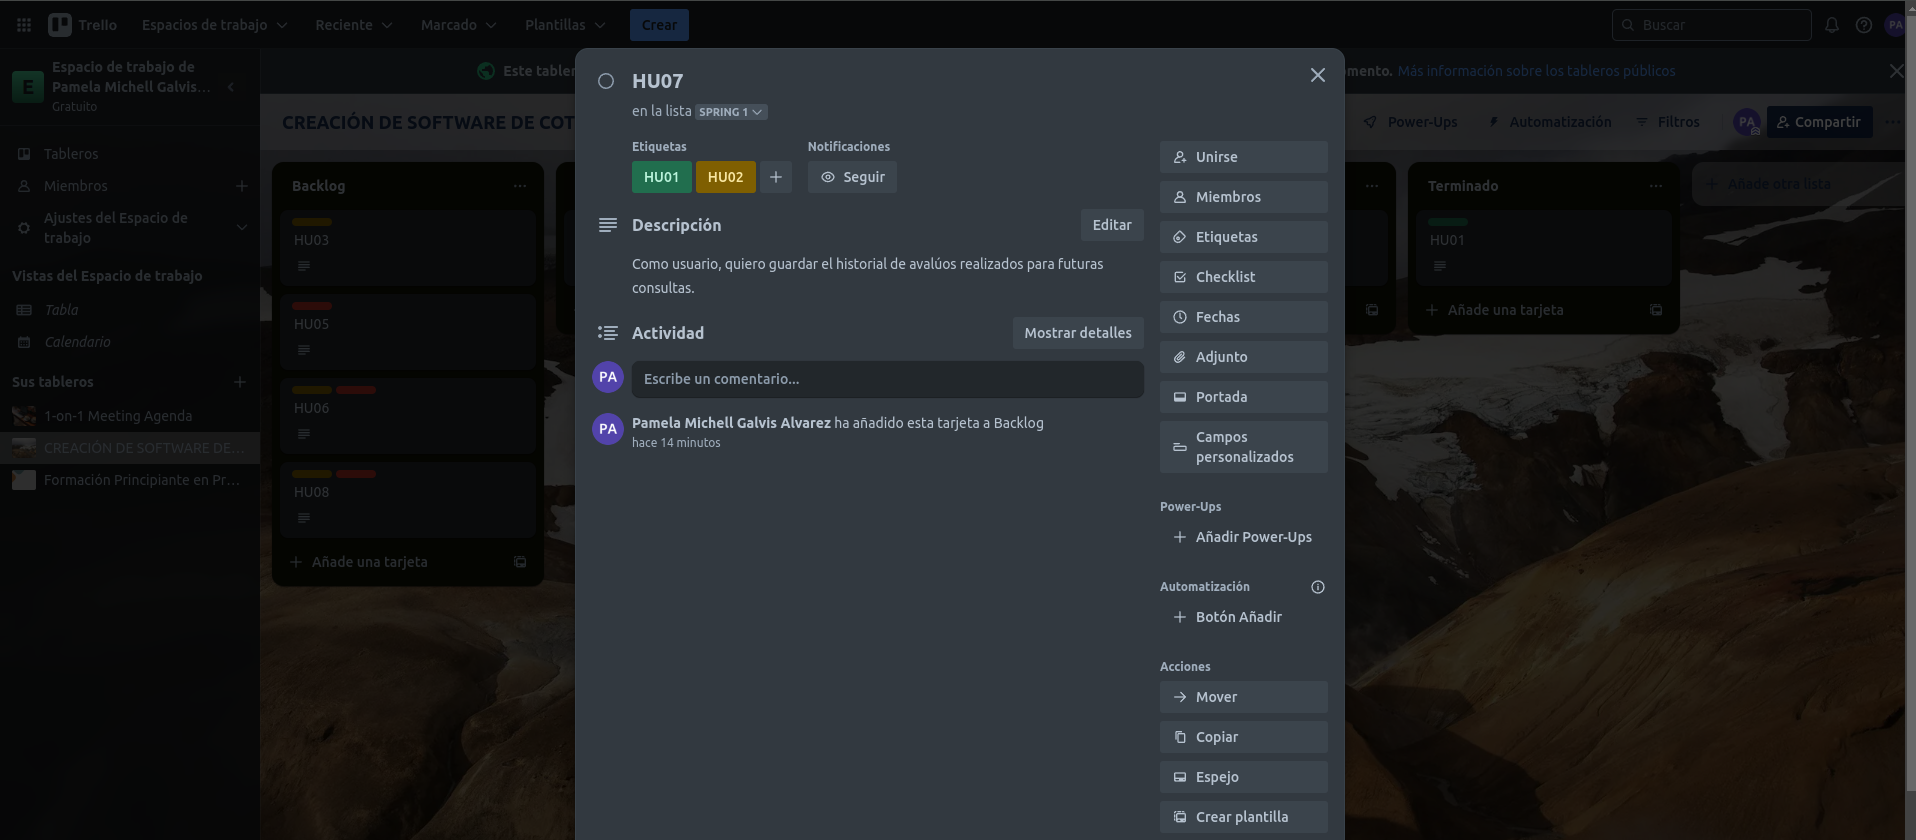 Trello
Espacios de trabajo
Reciente
Marcado
Plantillas
Crear
Buscar
PA
E
Espacio de trabajo de
Pamela Michell Galvis...
Gratuito
Este tabler
omento. Más información sobre los tableros públicos
CREACIÓN DE SOFTWARE DE COT
Power-Ups
Automatización
Filtros
PA
Compartir
Tableros
Miembros
Ajustes del Espacio de
trabajo
Vistas del Espacio de trabajo
Tabla
Calendario
Sus tableros
1-on-1 Meeting Agenda
CREACIÓN DE SOFTWARE DE...
Formación Principiante en Pr...
Backlog
HU03
HU05
HU06
HU08
Añade una tarjeta
HU07
en la lista SPRING 1
Etiquetas
Notificaciones
HU01
HU02
Seguir
Descripción
Editar
Como usuario, quiero guardar el historial de avalúos realizados para futuras
consultas.
Actividad
Mostrar detalles
PA
Escribe un comentario...
PA
Pamela Michell Galvis Alvarez ha añadido esta tarjeta a Backlog
hace 14 minutos
Unirse
Miembros
Etiquetas
Checklist
Fechas
Adjunto
Portada
Campos
personalizados
Power-Ups
Añadir Power-Ups
Automatización
Botón Añadir
Acciones
Mover
Copiar
Espejo
Crear plantilla
Terminado
HU01
Añade una tarjeta
Añade otra lista